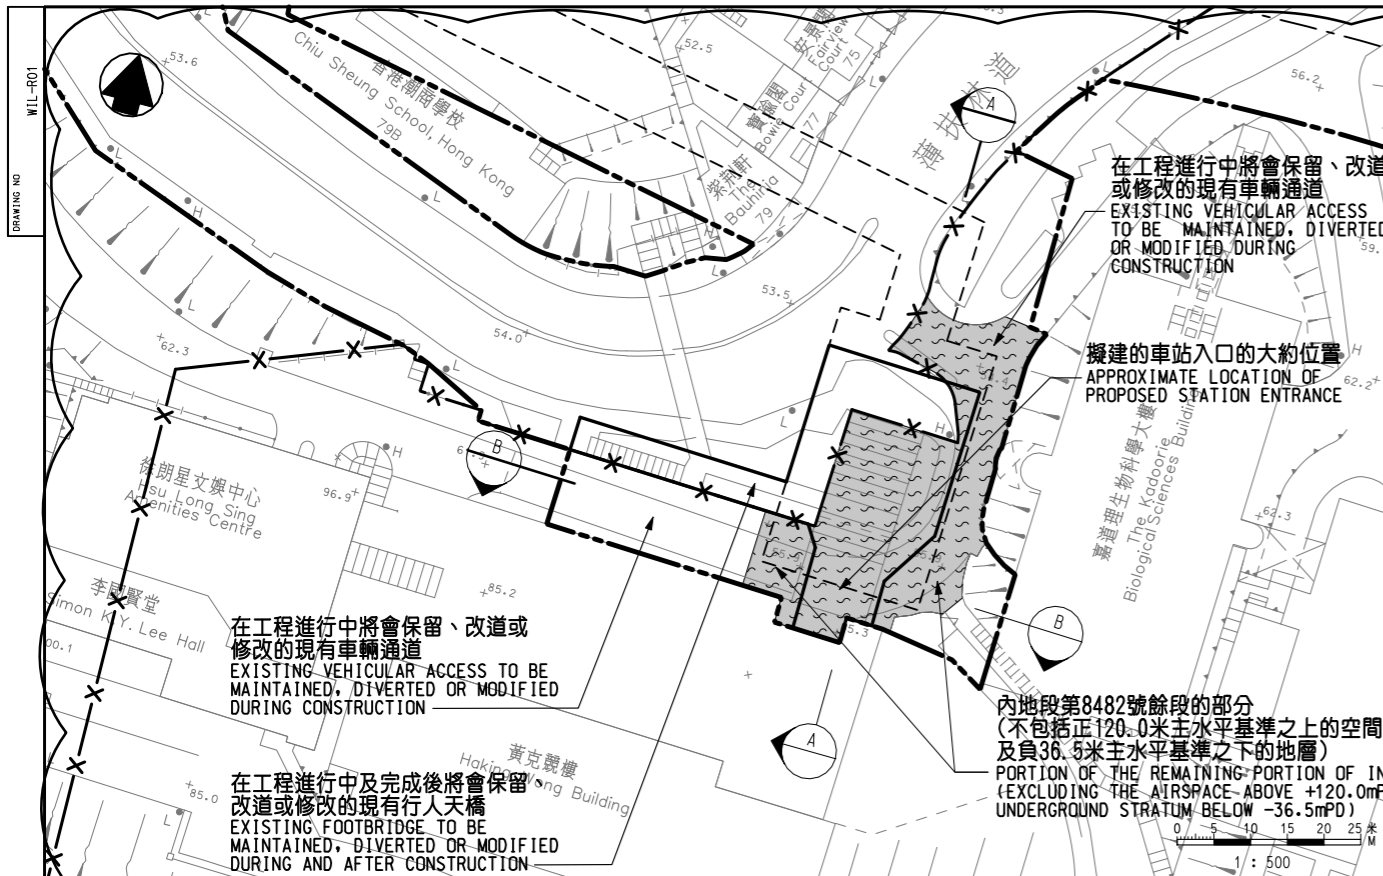 WIL-R01
DRAWING NO
53.6
香港潮商學校
Chiu Sheung School, Hong Kong
79B
52.5
安景閣
Fairview
Court
75
寶翰閣
Bowie Court
77
紫荊軒
The
Bauhinia
79
薄扶林道
A
56.2
在工程進行中將會保留、改道
或修改的現有車輛通道
EXISTING VEHICULAR ACCESS
TO BE MAINTAINED, DIVERTED
OR MODIFIED DURING
CONSTRUCTION
L
H
53.5
54.0
62.3
擬建的車站入口的大約位置
APPROXIMATE LOCATION OF
PROPOSED STATION ENTRANCE
62.2
嘉道理生物科學大樓
The Kadoorie
Biological Sciences Building
62.3
B
徐朗星文娛中心
Hsu Long Sing
Amenities Centre
96.9
85.2
Simon K.Y. Lee Hall
00.1
在工程進行中將會保留、改道或
修改的現有車輛通道
EXISTING VEHICULAR ACCESS TO BE
MAINTAINED, DIVERTED OR MODIFIED
DURING CONSTRUCTION
B
A
黃克競樓
Haking Wong Building
85.0
在工程進行中及完成後將會保留、
改道或修改的現有行人天橋
EXISTING FOOTBRIDGE TO BE
MAINTAINED, DIVERTED OR MODIFIED
DURING AND AFTER CONSTRUCTION
內地段第8482號餘段的部分
(不包括正120.0米主水平基準之上的空間
及負36.5米主水平基準之下的地層)
PORTION OF THE REMAINING PORTION OF IN
(EXCLUDING THE AIRSPACE ABOVE +120.0mP
UNDERGROUND STRATUM BELOW -36.5mPD)
0 5 10 15 20 25 米
M
1 : 500